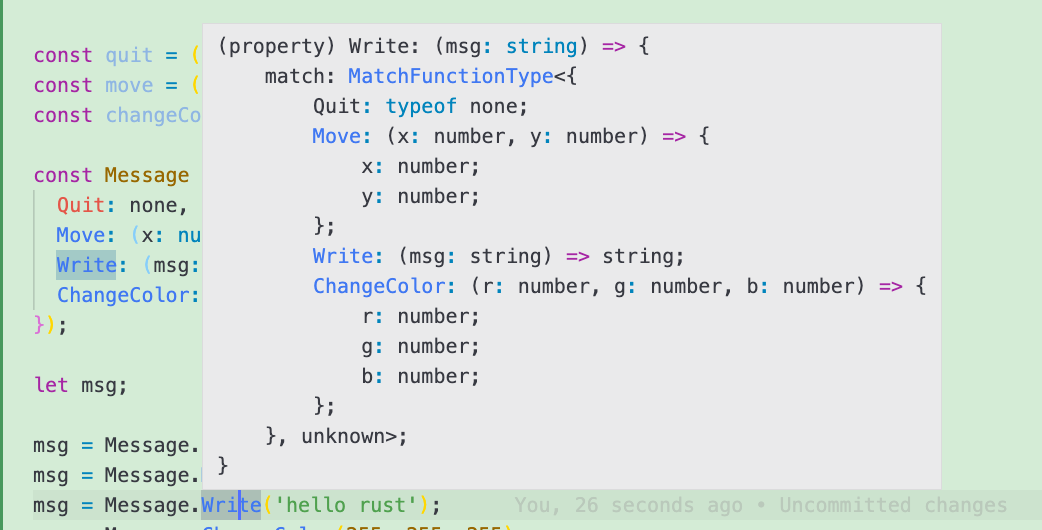 const quit = (
const move = (
const changeCo
const Message
Quit: none,
Move: (x: nu
Write: (msg:
ChangeColor:
});
let msg;
msg = Message.
msg = Message.
msg = Message.Write('hello rust'); You, 26 seconds ago • Uncommitted changes
(property) Write: (msg: string) => {
match: MatchFunctionType<{
Quit: typeof none;
Move: (x: number, y: number) => {
x: number;
y: number;
};
Write: (msg: string) => string;
ChangeColor: (r: number, g: number, b: number) => {
r: number;
g: number;
b: number;
};
}, unknown>;
}